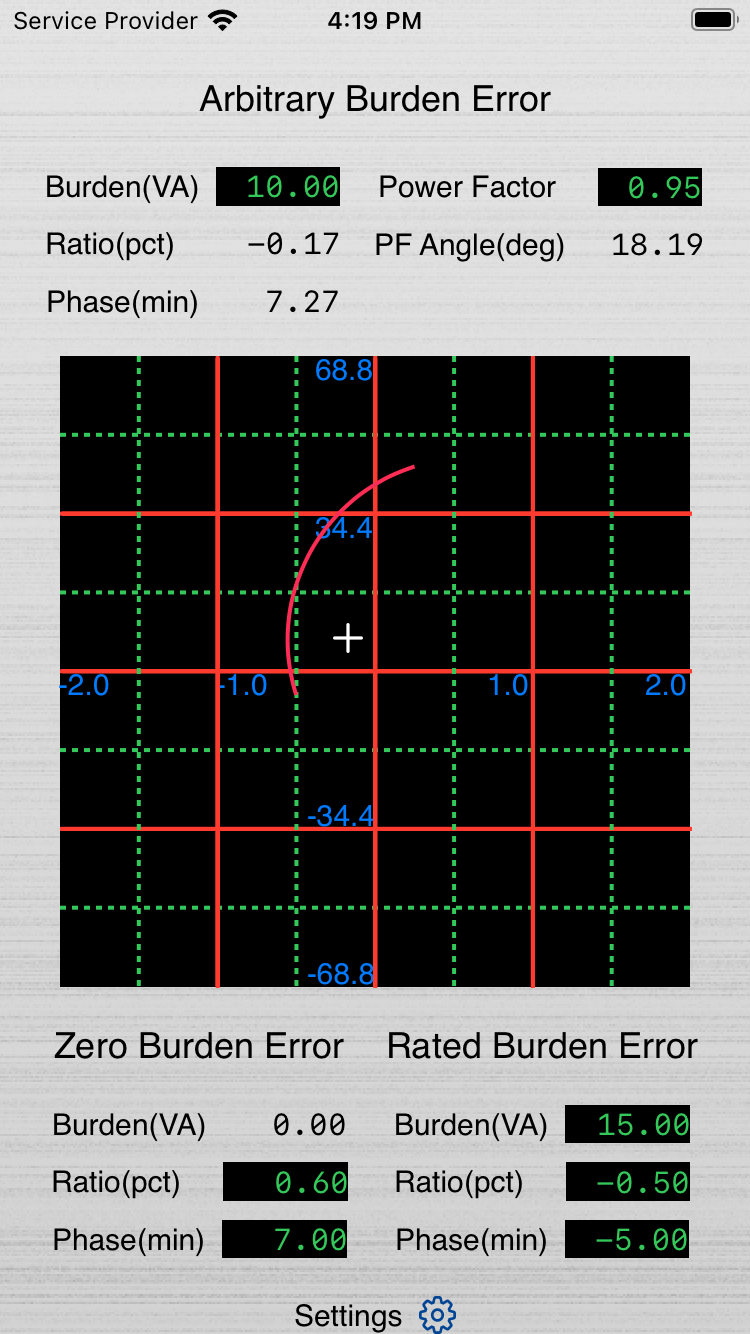 Service Provider 4:19 PM
Arbitrary Burden Error
Burden(VA) 10.00 Power Factor 0.95
Ratio(pct) −0.17 PF Angle(deg) 18.19
Phase(min) 7.27
68.8
34.4
-2.0 -1.0 1.0 2.0
-34.4
-68.8
Zero Burden Error Rated Burden Error
Burden(VA) 0.00 Burden(VA) 15.00
Ratio(pct) 0.60 Ratio(pct) −0.50
Phase(min) 7.00 Phase(min) −5.00
Settings